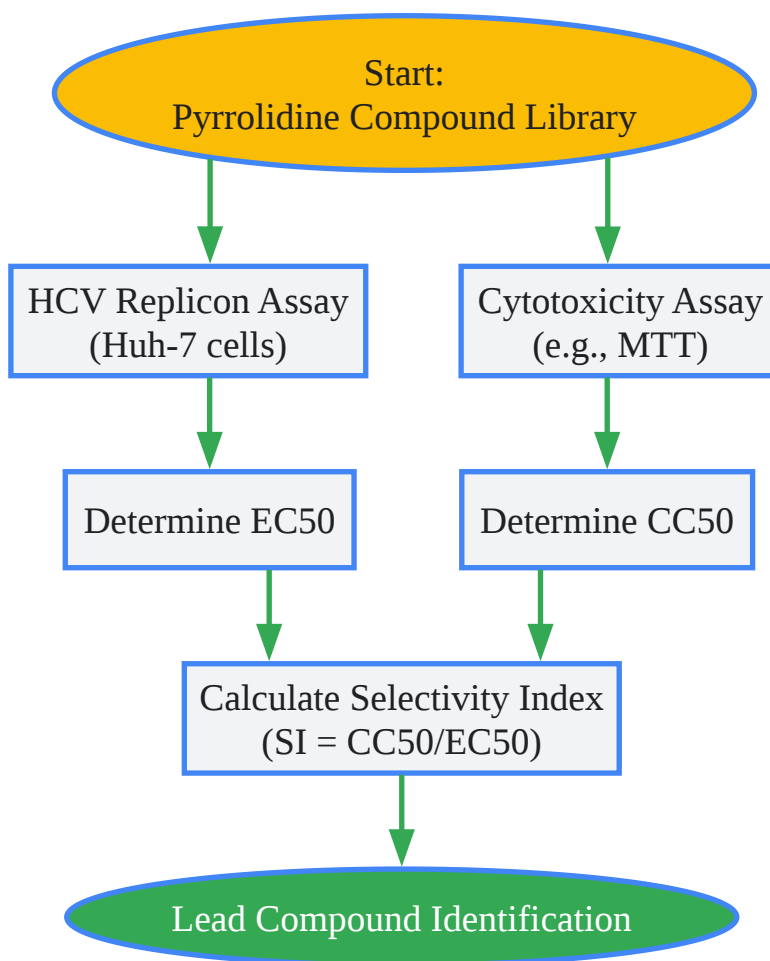 Start:
Pyrrolidine Compound Library
HCV Replicon Assay
(Huh-7 cells)
Cytotoxicity Assay
(e.g., MTT)
Determine EC50
Determine CC50
Calculate Selectivity Index
(SI = CC50/EC50)
Lead Compound Identification